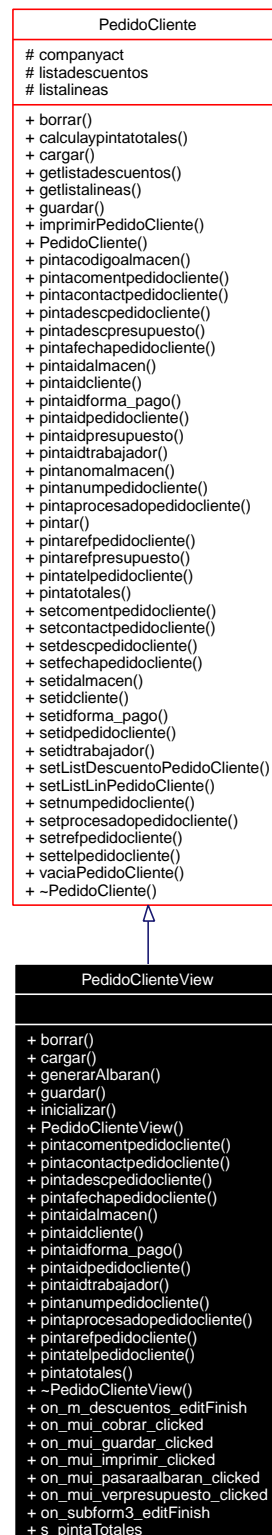 PedidoCliente
# companyact
# listadescuentos
# listalineas
+ borrar()
+ calculaypintatotales()
+ cargar()
+ getlistadescuentos()
+ getlistalineas()
+ guardar()
+ imprimirPedidoCliente()
+ PedidoCliente()
+ pintacodigoalmacen()
+ pintacomentpedidocliente()
+ pintacontactpedidocliente()
+ pintadescpedidocliente()
+ pintadescpresupuesto()
+ pintafechapedidocliente()
+ pintaidalmacen()
+ pintaidcliente()
+ pintaidforma_pago()
+ pintaidpedidocliente()
+ pintaidpresupuesto()
+ pintaidtrabajador()
+ pintanomalmacen()
+ pintanumpedidocliente()
+ pintaprocesadopedidocliente()
+ pintar()
+ pintarefpedidocliente()
+ pintarefpresupuesto()
+ pintatelpedidocliente()
+ pintatotales()
+ setcomentpedidocliente()
+ setcontactpedidocliente()
+ setdescpedidocliente()
+ setfechapedidocliente()
+ setidalmacen()
+ setidcliente()
+ setidforma_pago()
+ setidpedidocliente()
+ setidtrabajador()
+ setListDescuentoPedidoCliente()
+ setListLinPedidoCliente()
+ setnumpedidocliente()
+ setprocesadopedidocliente()
+ setrefpedidocliente()
+ settelpedidocliente()
+ vaciaPedidoCliente()
+ ~PedidoCliente()
PedidoClienteView
+ borrar()
+ cargar()
+ generarAlbaran()
+ guardar()
+ inicializar()
+ PedidoClienteView()
+ pintacomentpedidocliente()
+ pintacontactpedidocliente()
+ pintadescpedidocliente()
+ pintafechapedidocliente()
+ pintaidalmacen()
+ pintaidcliente()
+ pintaidforma_pago()
+ pintaidpedidocliente()
+ pintaidtrabajador()
+ pintanumpedidocliente()
+ pintaprocesadopedidocliente()
+ pintarefpedidocliente()
+ pintatelpedidocliente()
+ pintatotales()
+ ~PedidoClienteView()
+ on_m_descuentos_editFinish
+ on_mui_cobrar_clicked
+ on_mui_guardar_clicked
+ on_mui_imprimir_clicked
+ on_mui_pasaraalbaran_clicked
+ on_mui_verpresupuesto_clicked
+ on_subform3_editFinish
+ s_pintaTotales